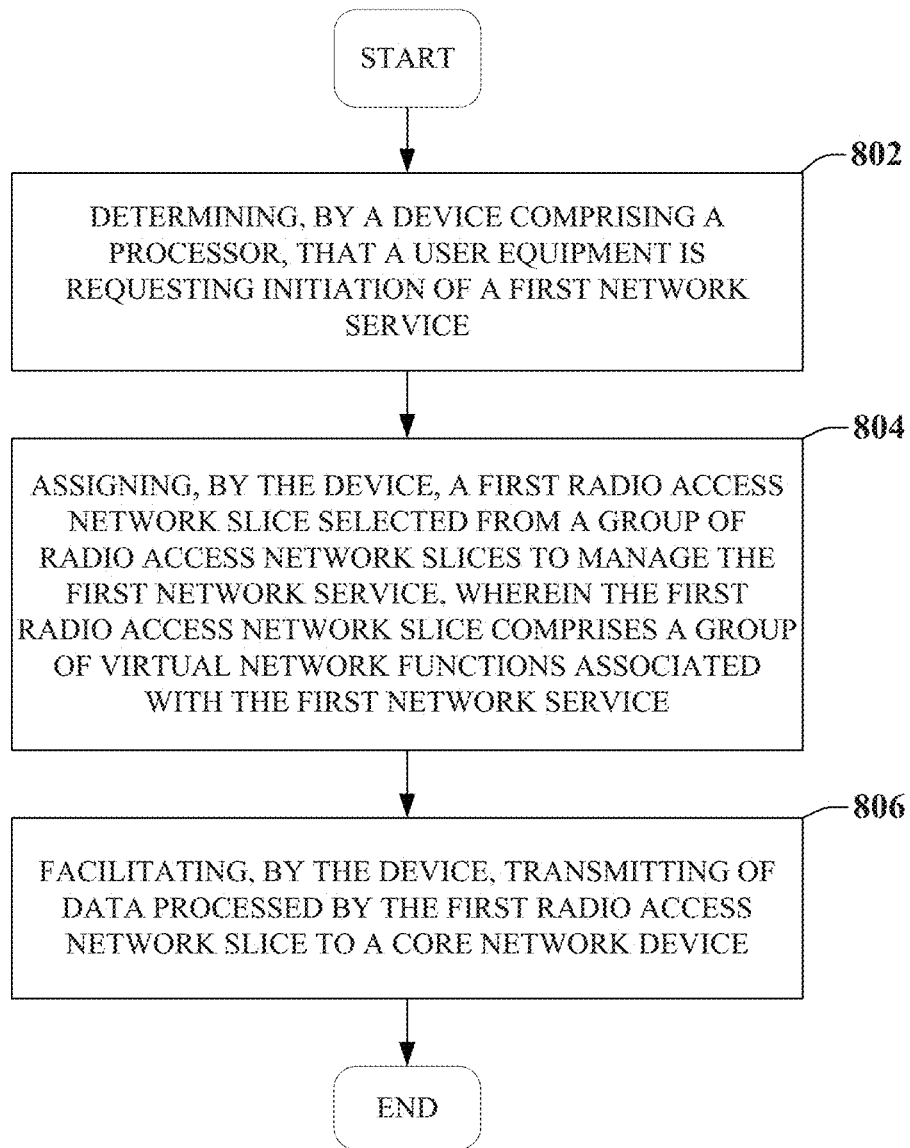 START
802
DETERMINING, BY A DEVICE COMPRISING A
PROCESSOR, THAT A USER EQUIPMENT IS
REQUESTING INITIATION OF A FIRST NETWORK
SERVICE
804
ASSIGNING, BY THE DEVICE, A FIRST RADIO ACCESS
NETWORK SLICE SELECTED FROM A GROUP OF
RADIO ACCESS NETWORK SLICES TO MANAGE THE
FIRST NETWORK SERVICE, WHEREIN THE FIRST
RADIO ACCESS NETWORK SLICE COMPRISES A GROUP
OF VIRTUAL NETWORK FUNCTIONS ASSOCIATED
WITH THE FIRST NETWORK SERVICE
806
FACILITATING, BY THE DEVICE, TRANSMITTING OF
DATA PROCESSED BY THE FIRST RADIO ACCESS
NETWORK SLICE TO A CORE NETWORK DEVICE
END